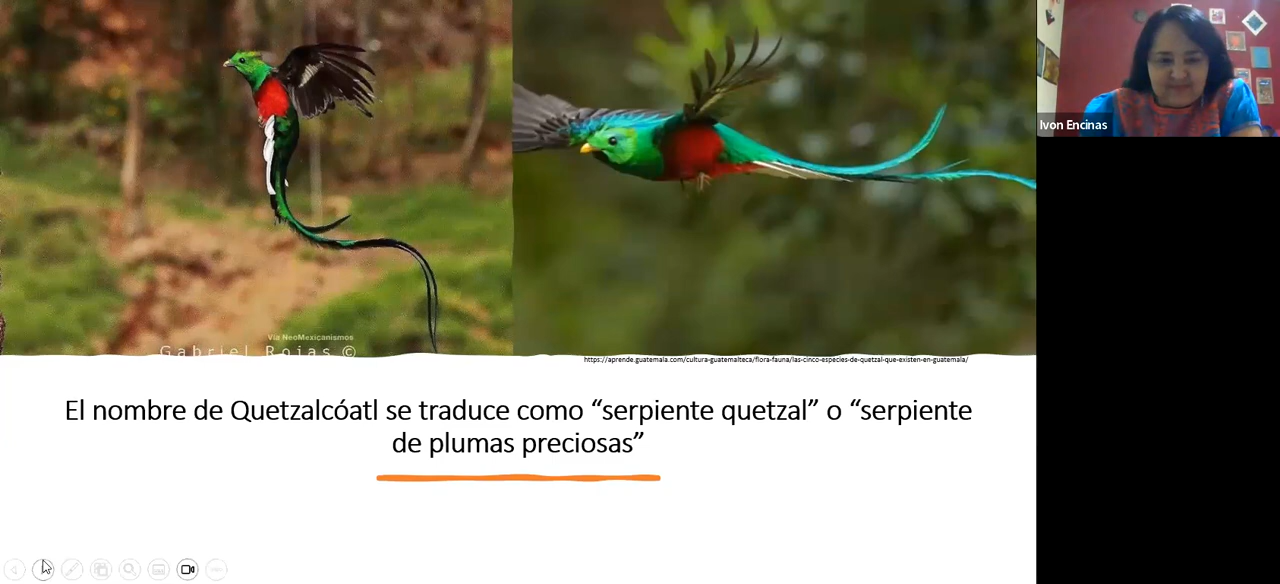 Ivon Encinas
Vía NeoMexicanismos
Gabriel Rojas ©
https://aprende.guatemala.com/cultura-guatemalteca/flora-fauna/las-cinco-especies-de-quetzal-que-existen-en-guatemala/
El nombre de Quetzalcóatl se traduce como “serpiente quetzal” o “serpiente
de plumas preciosas”